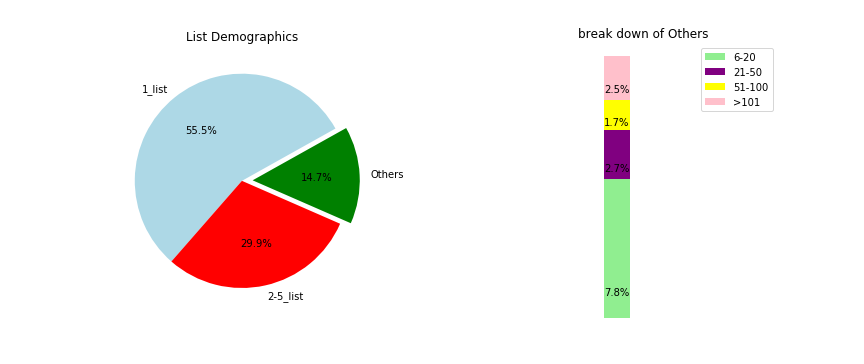 List Demographics
1_list
55.5%
14.7%
Others
29.9%
2-5_list
break down of Others
6-20
21-50
51-100
>101
2.5%
1.7%
2.7%
7.8%